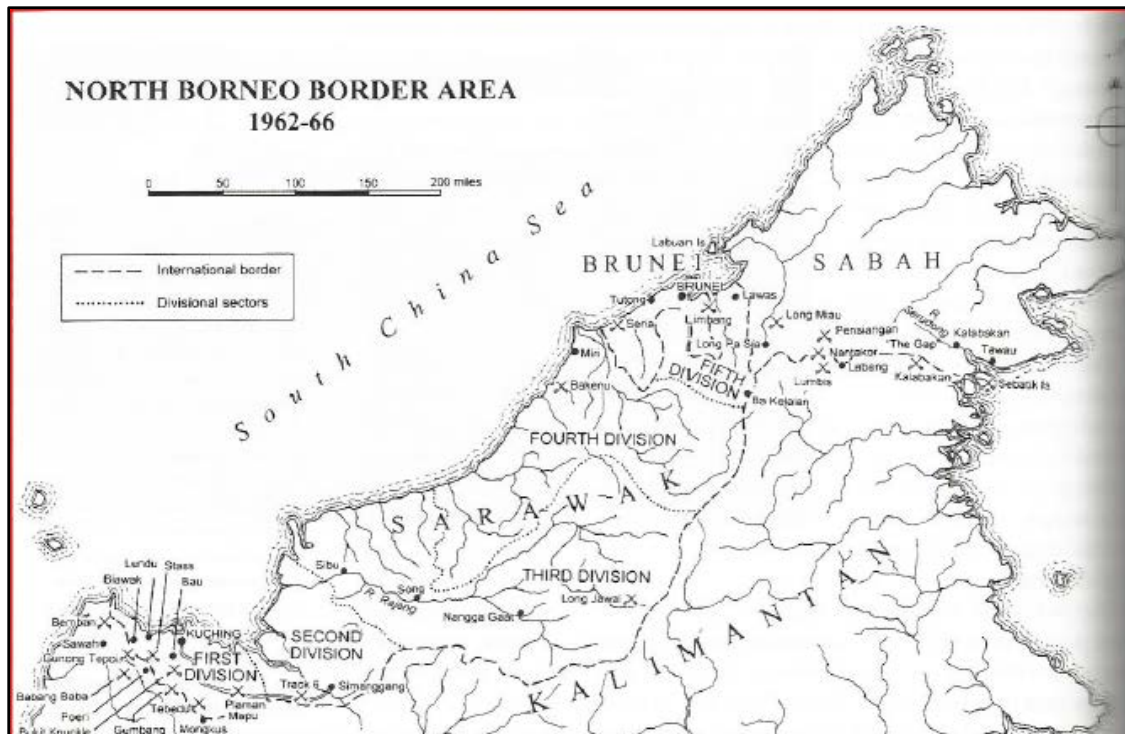 NORTH BORNEO BORDER AREA
1962-66
0 50 100 150 200 miles
International border
Divisional sectors
South China Sea
Labuan Is
BRUNEI
SABAH
BRUNEI
Tutong
Lawas
Limbang
Seria
Long Miau
Pensiangan
R. Serudong
Kalabakan
"The Gap"
Miri
Long Pa Sia
Nantakor
Labang
Tawau
FIFTH DIVISION
Lumbis
Kalabakan
Sebatik Is
Bakenu
Ba Kelalan
FOURTH DIVISION
SARAWAK
Lundu
Stass
Biawak
Bau
Sibu
THIRD DIVISION
Song
R. Rajang
Long Jawai
Nangga Gaat
KALIMANTAN
Bemban
KUCHING
Sawah
SECOND DIVISION
Gunong Tepoi
FIRST DIVISION
Track 6
Simanggang
Babang Baba
Plaman
Poeri
Tebedu
Mapu
Bukit Knuckle
Gumbang
Mongkus